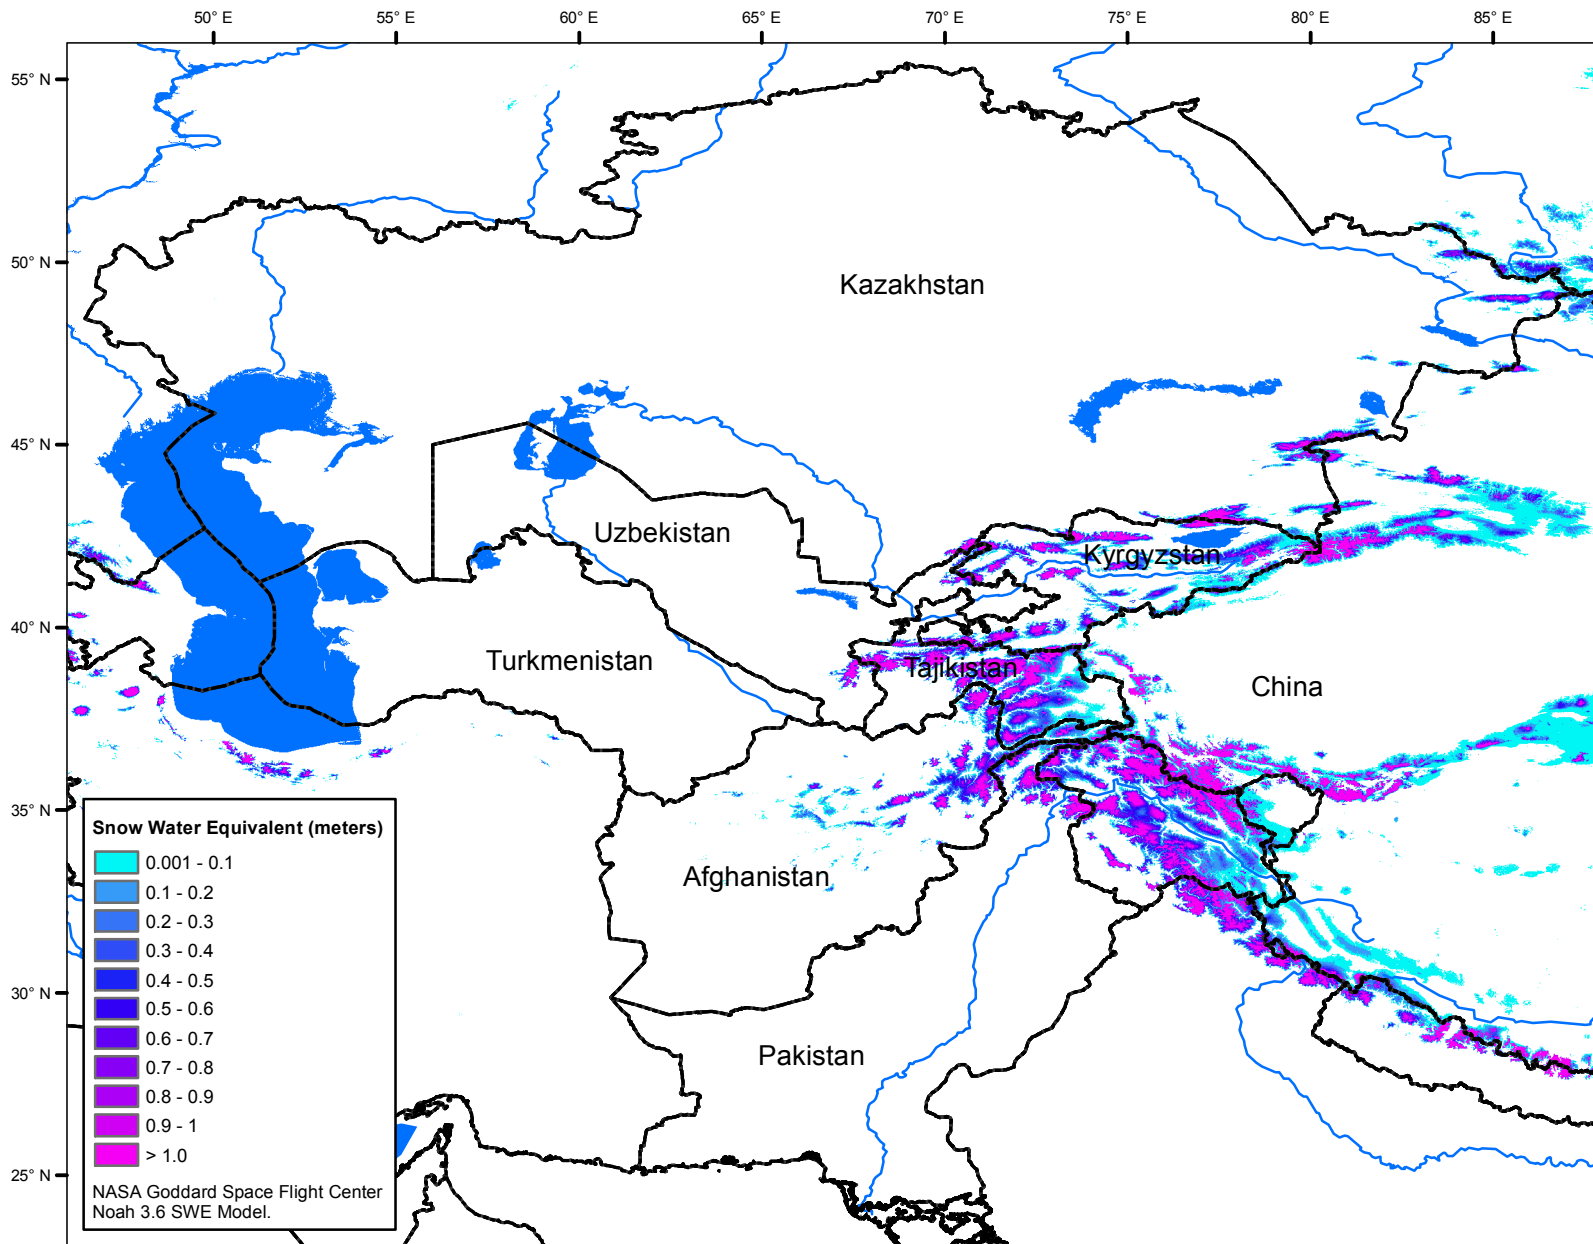 50° E 55° E 60° E 65° E 70° E 75° E 80° E 85° E
55° N
50° N
Kazakhstan
45° N
Uzbekistan
Kyrgyzstan
40° N
Turkmenistan
Tajikistan
China
35° N
Afghanistan
30° N
Pakistan
25° N
Snow Water Equivalent (meters)
0.001 - 0.1
0.1 - 0.2
0.2 - 0.3
0.3 - 0.4
0.4 - 0.5
0.5 - 0.6
0.6 - 0.7
0.7 - 0.8
0.8 - 0.9
0.9 - 1
> 1.0
NASA Goddard Space Flight Center
Noah 3.6 SWE Model.